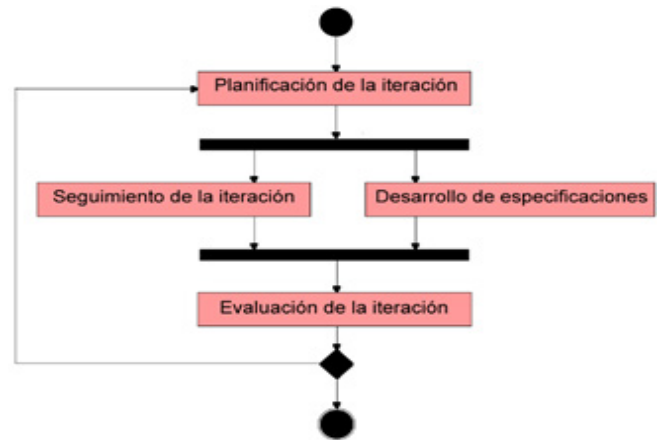 Planificación de la iteración
Seguimiento de la iteración
Desarrollo de especificaciones
Evaluación de la iteración